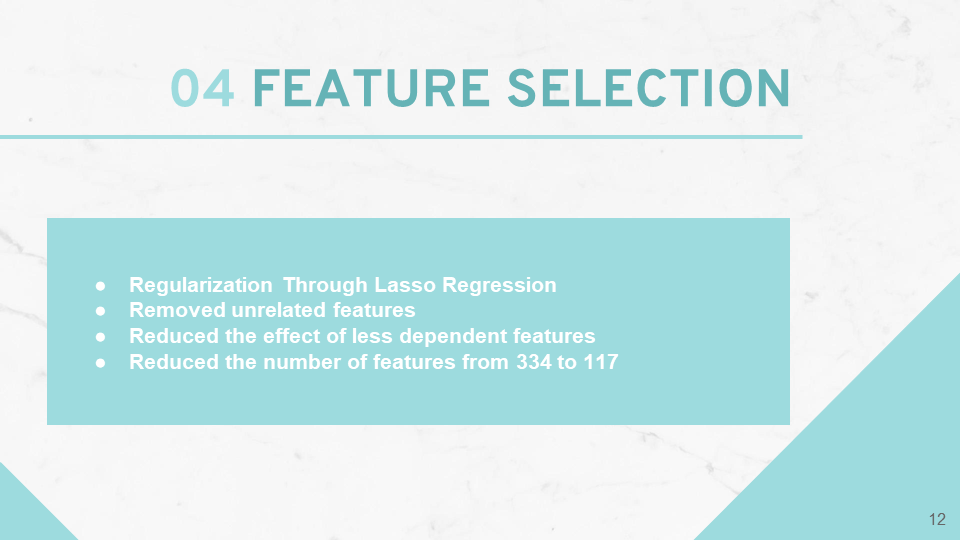 04 FEATURE SELECTION
● Regularization Through Lasso Regression
● Removed unrelated features
● Reduced the effect of less dependent features
● Reduced the number of features from 334 to 117
12